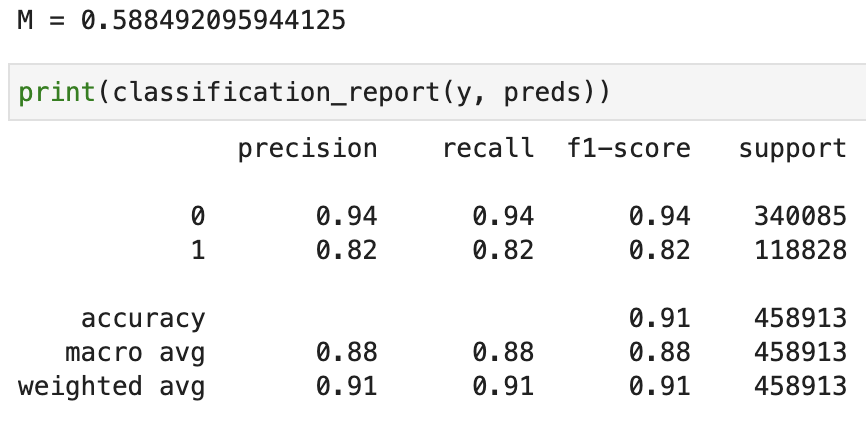 M = 0.588492095944125
print(classification_report(y, preds))
precision recall f1-score support
0 0.94 0.94 0.94 340085
1 0.82 0.82 0.82 118828
accuracy 0.91 458913
macro avg 0.88 0.88 0.88 458913
weighted avg 0.91 0.91 0.91 458913